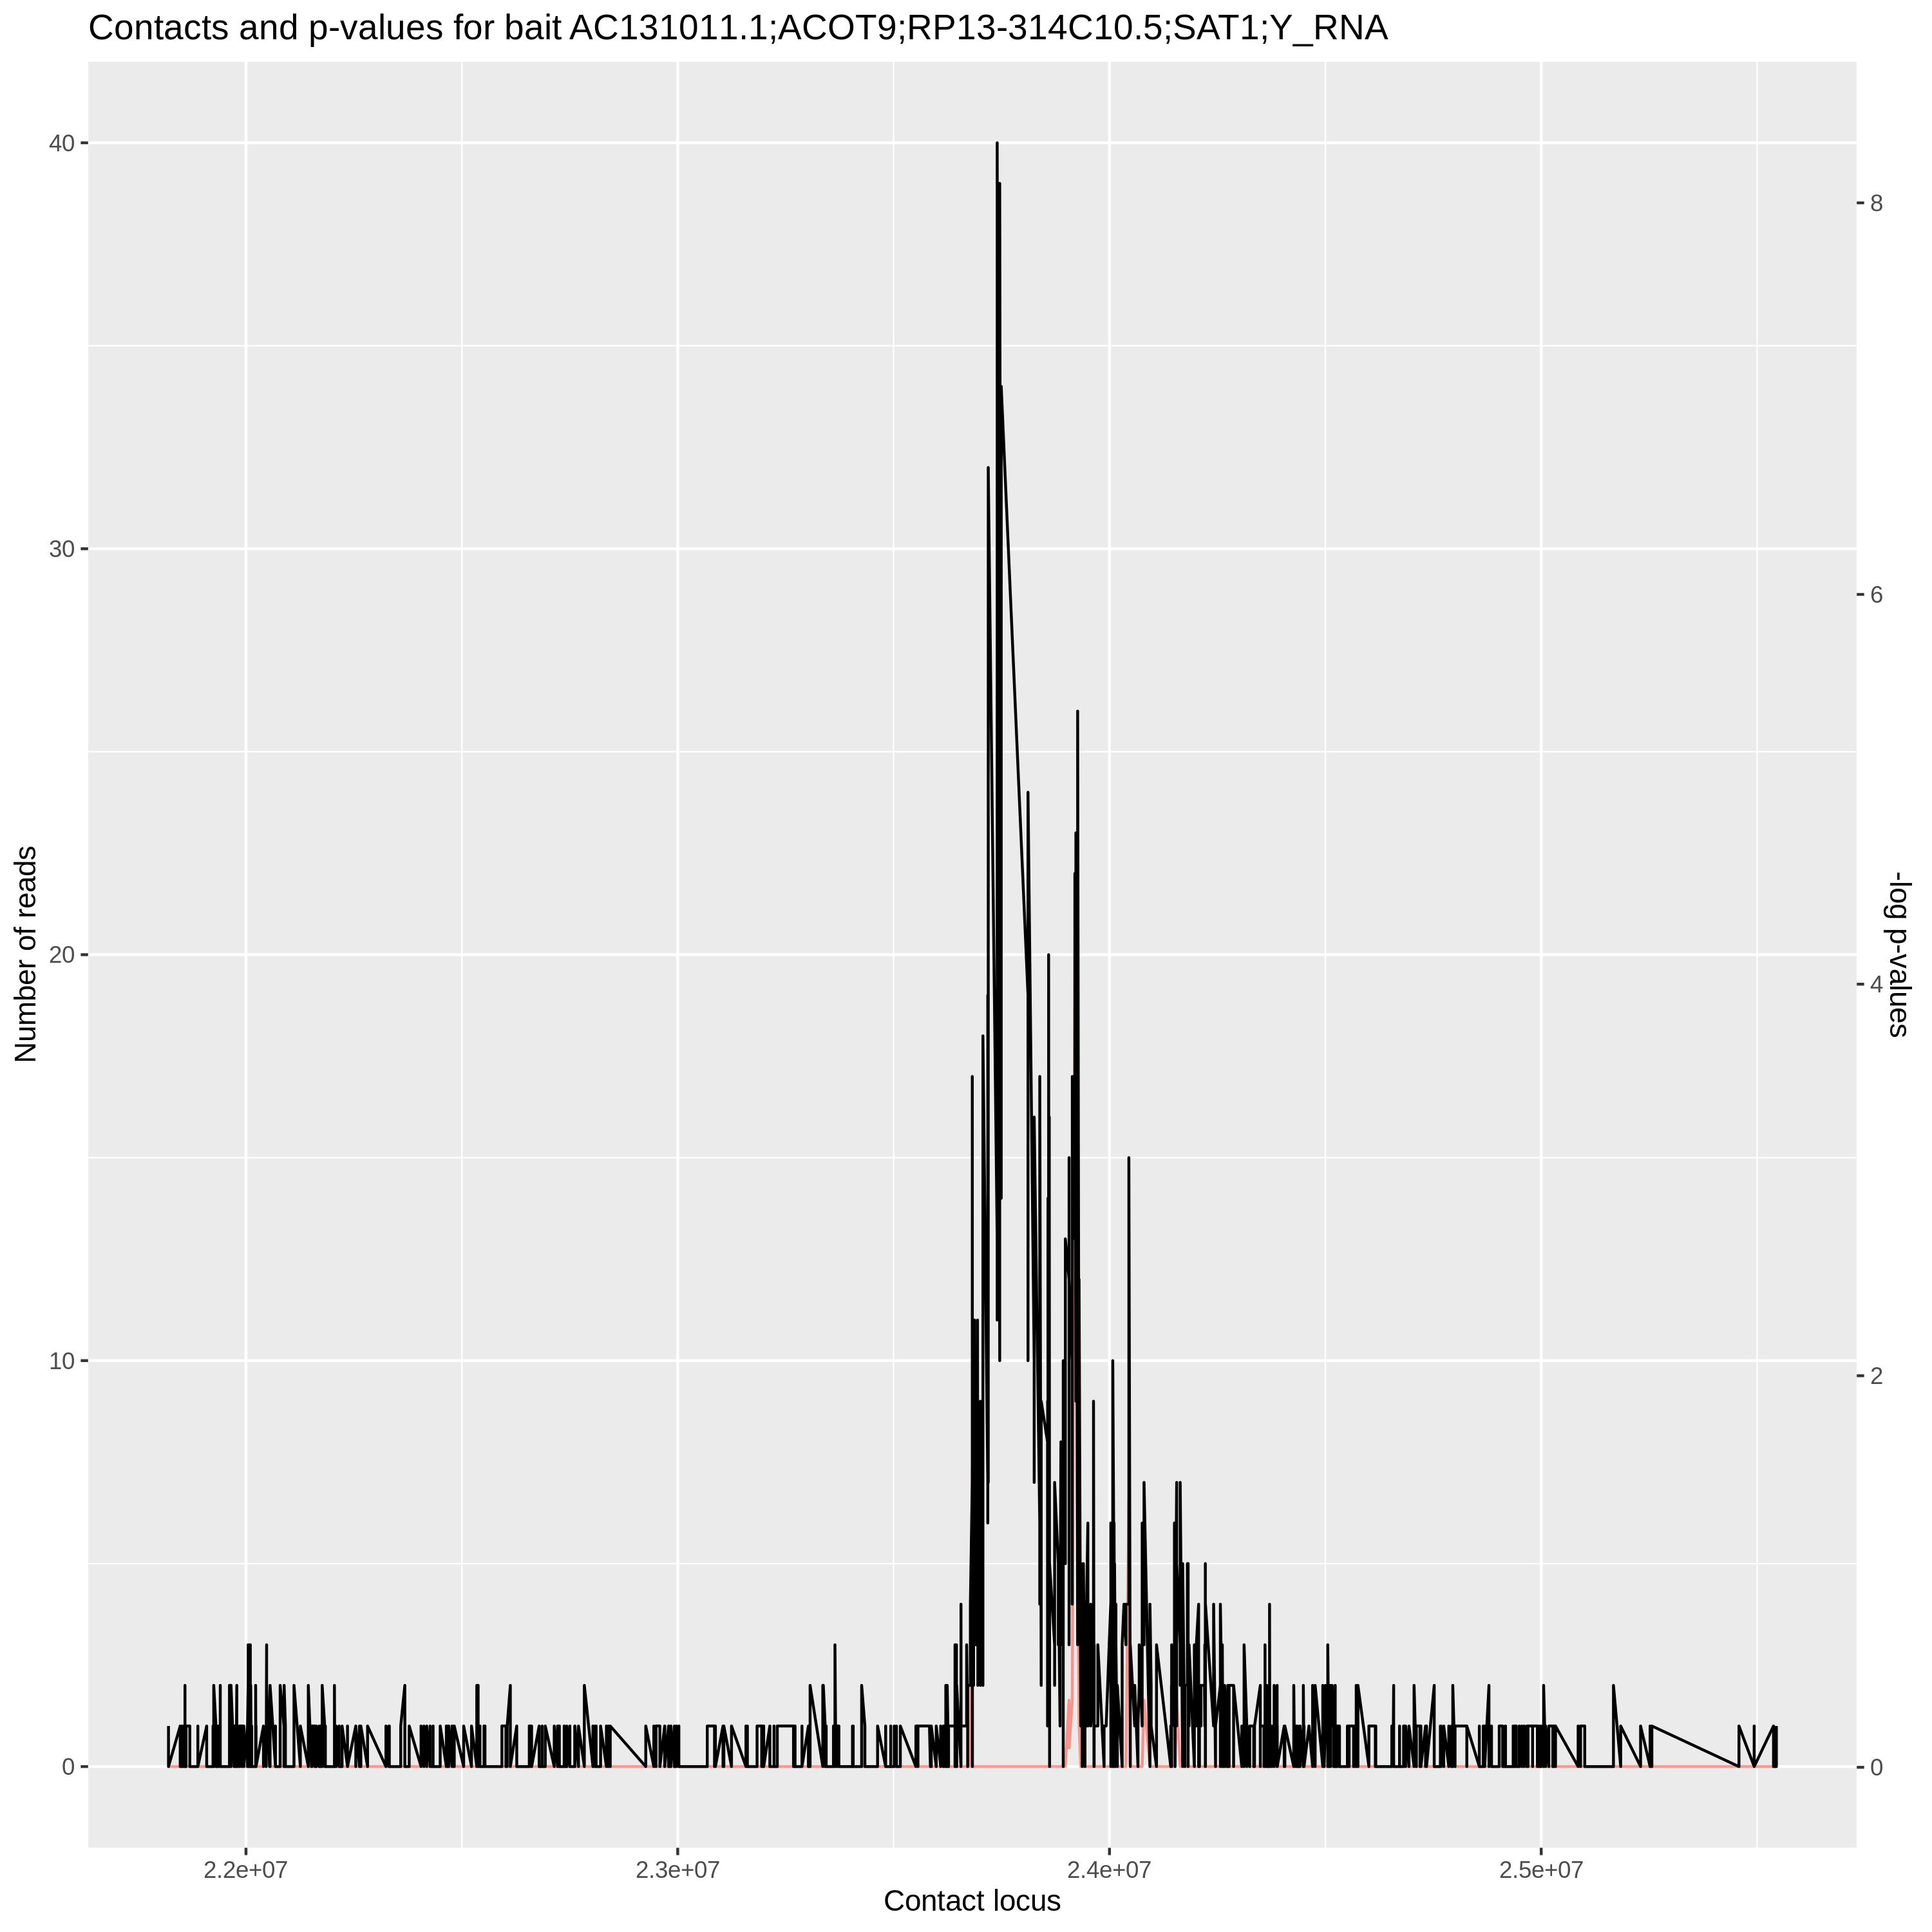 Contacts and p-values for bait AC131011.1;ACOT9;RP13-314C10.5;SAT1;Y_RNA
40
30
20
10
0
Number of reads
8
6
4
2
0
-log p-values
2.2e+07
2.3e+07
2.4e+07
2.5e+07
Contact locus